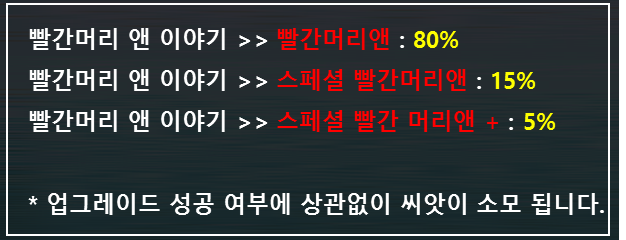 빨간머리 앤 이야기 >> 빨간머리앤 : 80%
빨간머리 앤 이야기 >> 스페셜 빨간머리앤 : 15%
빨간머리 앤 이야기 >> 스페셜 빨간 머리앤 + : 5%
* 업그레이드 성공 여부에 상관없이 씨앗이 소모 됩니다.